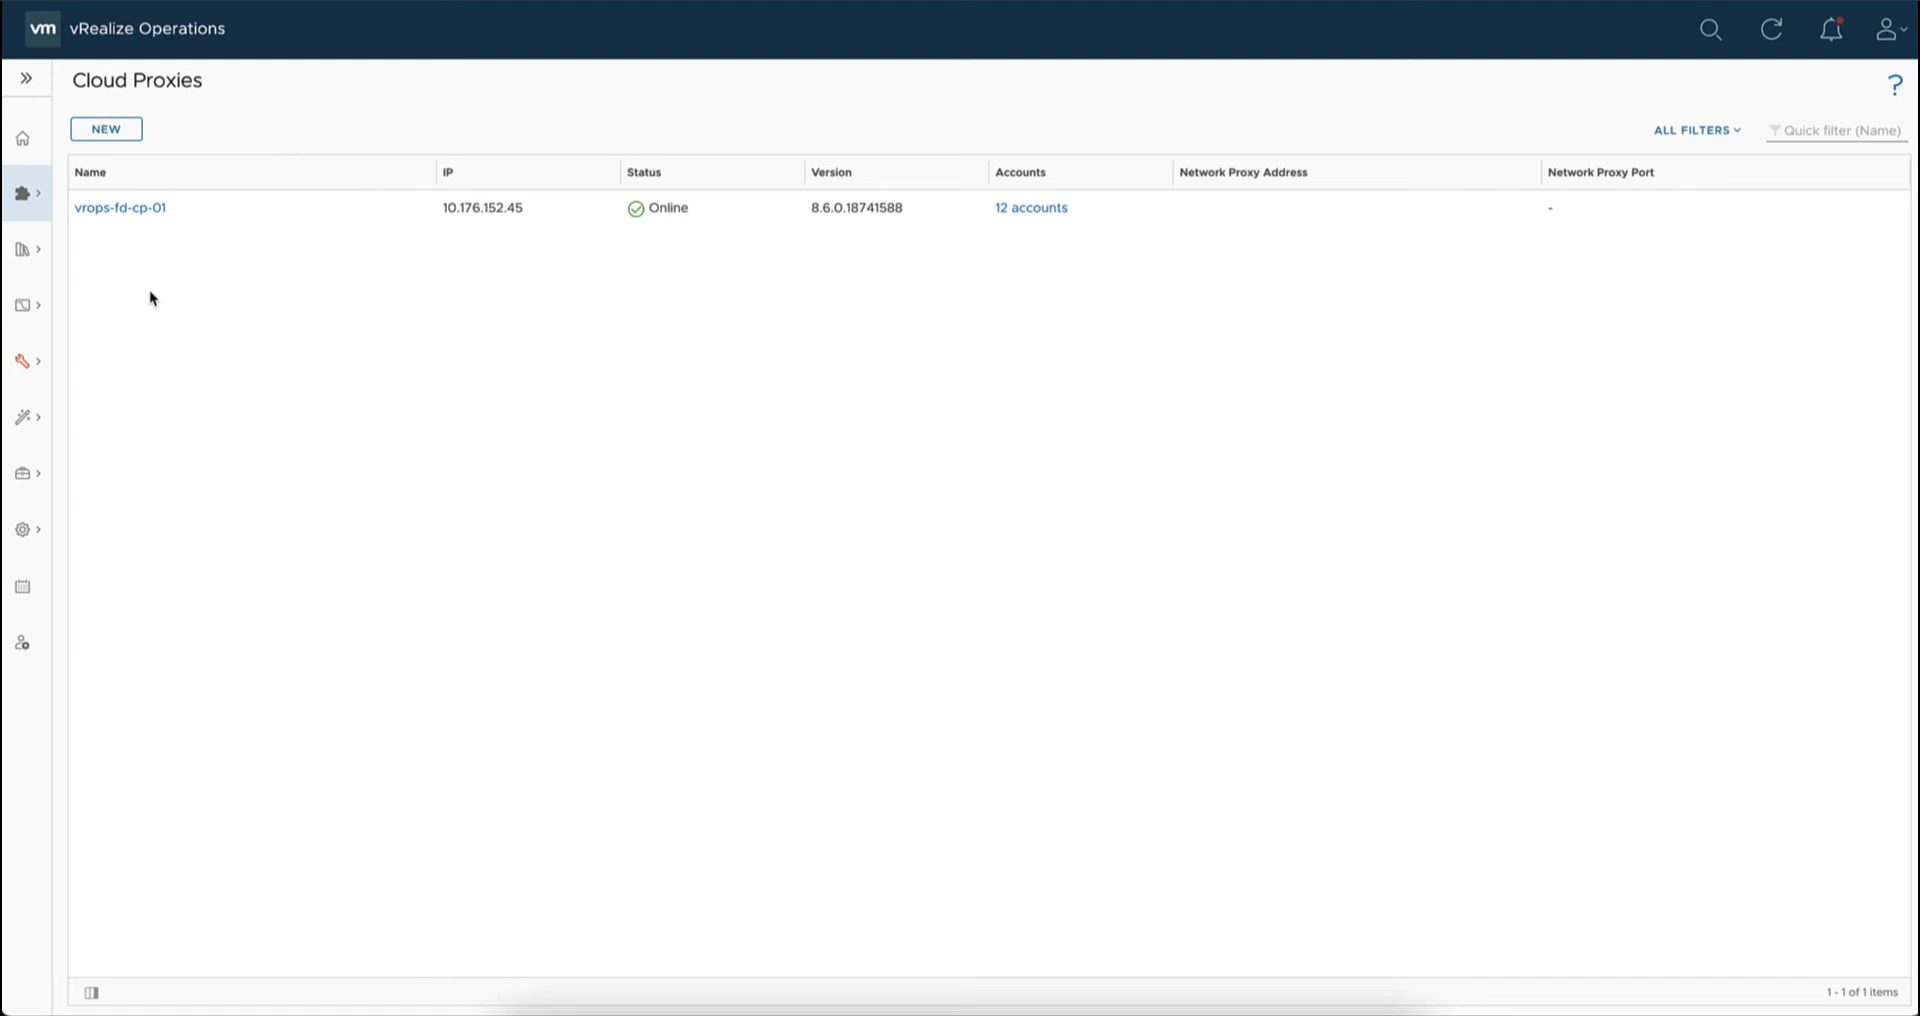 vm vRealize Operations
Cloud Proxies
?
NEW
ALL FILTERS
Quick filter (Name)
Name IP Status Version Accounts Network Proxy Address Network Proxy Port
vrops-fd-cp-01 10.176.152.45 Online 8.6.0.18741588 12 accounts -
1 - 1 of 1 items